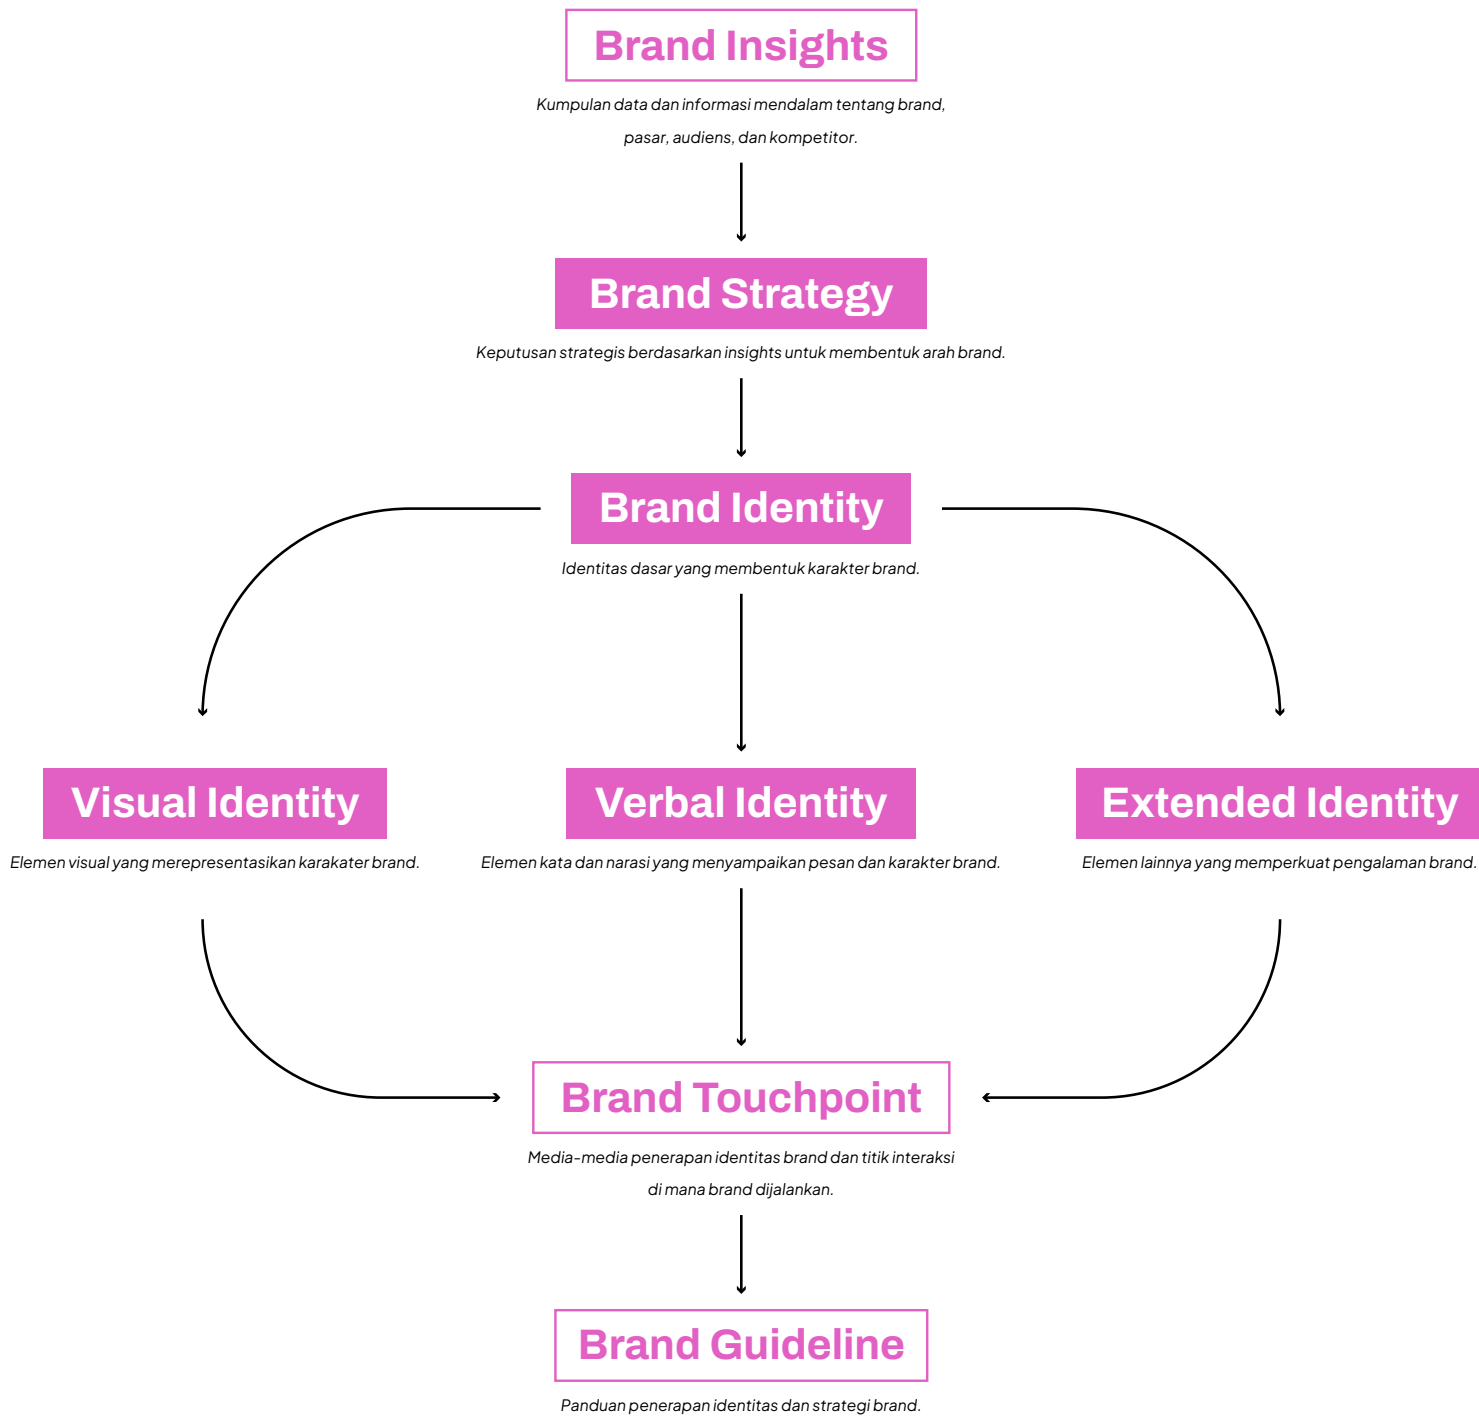 Brand Insights
Kumpulan data dan informasi mendalam tentang brand,
pasar, audiens, dan kompetitor.
Brand Strategy
Keputusan strategis berdasarkan insights untuk membentuk arah brand.
Brand Identity
Identitas dasar yang membentuk karakter brand.
Visual Identity
Elemen visual yang merepresentasikan karakater brand.
Verbal Identity
Elemen kata dan narasi yang menyampaikan pesan dan karakter brand.
Extended Identity
Elemen lainnya yang memperkuat pengalaman brand.
Brand Touchpoint
Media-media penerapan identitas brand dan titik interaksi
di mana brand dijalankan.
Brand Guideline
Panduan penerapan identitas dan strategi brand.